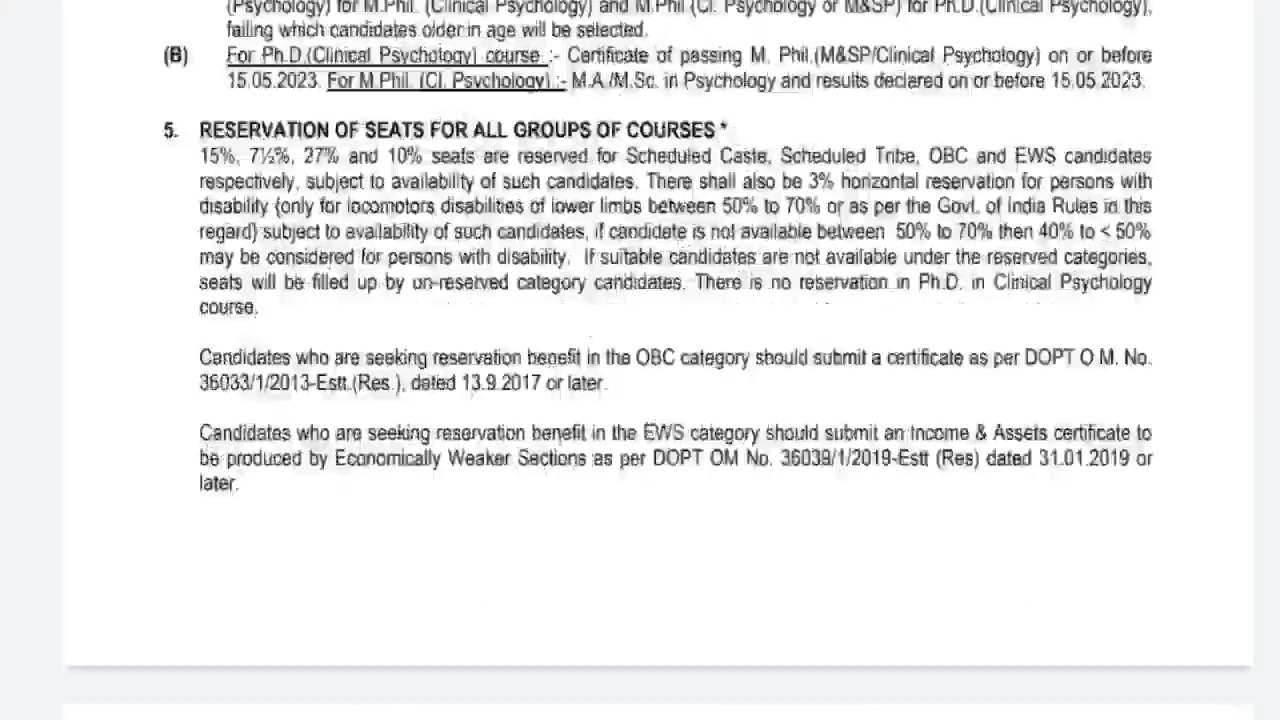 (Psychology) for M.Phil. (Clinical Psychology) and M.Phil (Cl. Psychology or M&SP) for Ph.D.(Clinical Psychology),
failing which candidates older in age will be selected.
(B) For Ph.D.(Clinical Psychology) course :- Certificate of passing M. Phil.(M&SP/Clinical Psychology) on or before
15.05.2023. For M.Phil. (Cl. Psychology) :- M.A./M.Sc. in Psychology and results declared on or before 15.05.2023.
5. RESERVATION OF SEATS FOR ALL GROUPS OF COURSES *
15%, 7½%, 27% and 10% seats are reserved for Scheduled Caste, Scheduled Tribe, OBC and EWS candidates
respectively, subject to availability of such candidates. There shall also be 3% horizontal reservation for persons with
disability (only for locomotors disabilities of lower limbs between 50% to 70% or as per the Govt. of India Rules in this
regard) subject to availability of such candidates, if candidate is not available between 50% to 70% then 40% to < 50%
may be considered for persons with disability. If suitable candidates are not available under the reserved categories,
seats will be filled up by un-reserved category candidates. There is no reservation in Ph.D. in Clinical Psychology
course.
Candidates who are seeking reservation benefit in the OBC category should submit a certificate as per DOPT O.M. No.
36033/1/2013-Estt.(Res.), dated 13.9.2017 or later.
Candidates who are seeking reservation benefit in the EWS category should submit an Income & Assets certificate to
be produced by Economically Weaker Sections as per DOPT OM No. 36039/1/2019-Estt (Res) dated 31.01.2019 or
later.